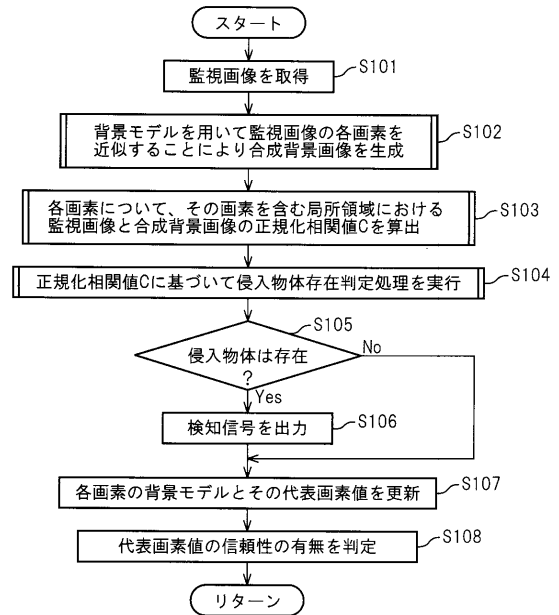 スタート
監視画像を取得
S101
背景モデルを用いて監視画像の各画素を
近似することにより合成背景画像を生成
S102
各画素について、その画素を含む局所領域における
監視画像と合成背景画像の正規化相関値Cを算出
S103
正規化相関値Cに基づいて侵入物体存在判定処理を実行
S104
S105
侵入物体は存在
?
No
Yes
検知信号を出力
S106
各画素の背景モデルとその代表画素値を更新
S107
代表画素値の信頼性の有無を判定
S108
リターン